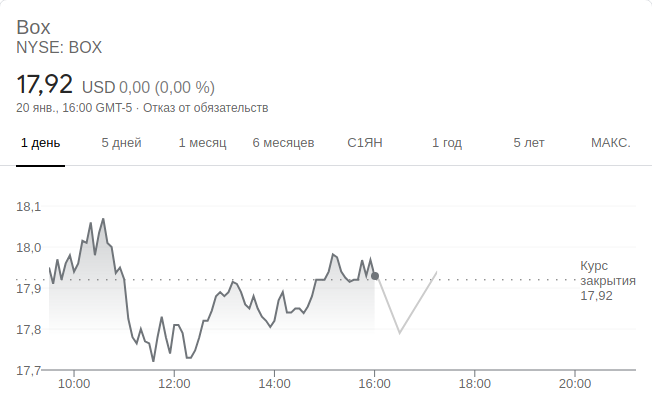 Box
NYSE: BOX
17,92 USD 0,00 (0,00 %)
20 янв., 16:00 GMT-5 · Отказ от обязательств
1 день 5 дней 1 месяц 6 месяцев С1ЯН 1 год 5 лет МАКС.
18,1
18,0
17,9
17,8
17,7
Курс
закрытия
17,92
10:00 12:00 14:00 16:00 18:00 20:00